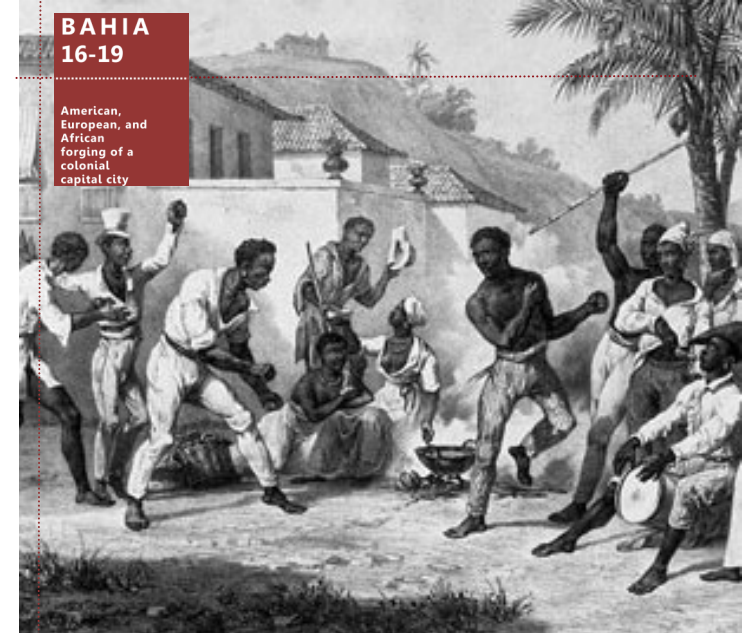 BAHIA
16-19
American,
European, and
African
forging of a
colonial
capital city